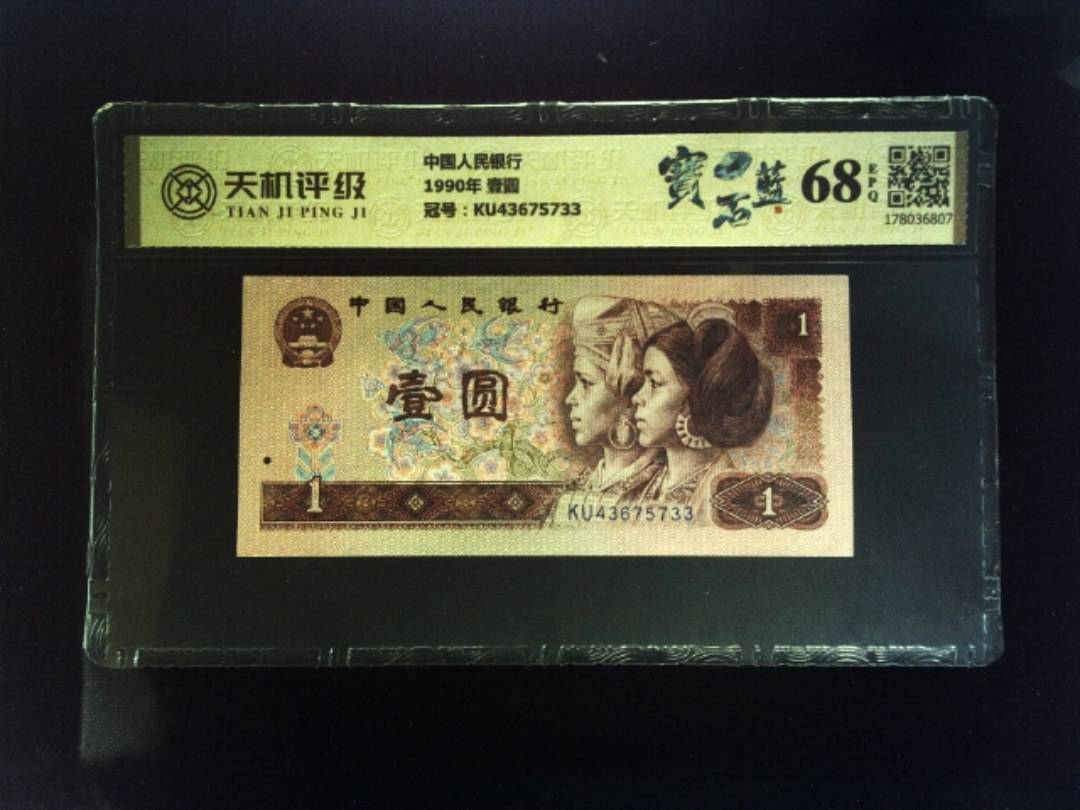 天机评级
TIAN JI PING JI
中国人民银行
1990年 壹圆
冠号：KU43675733
寶石藍
68
EPQ
178036807
中国人民银行
1
壹圆
1
KU43675733
1